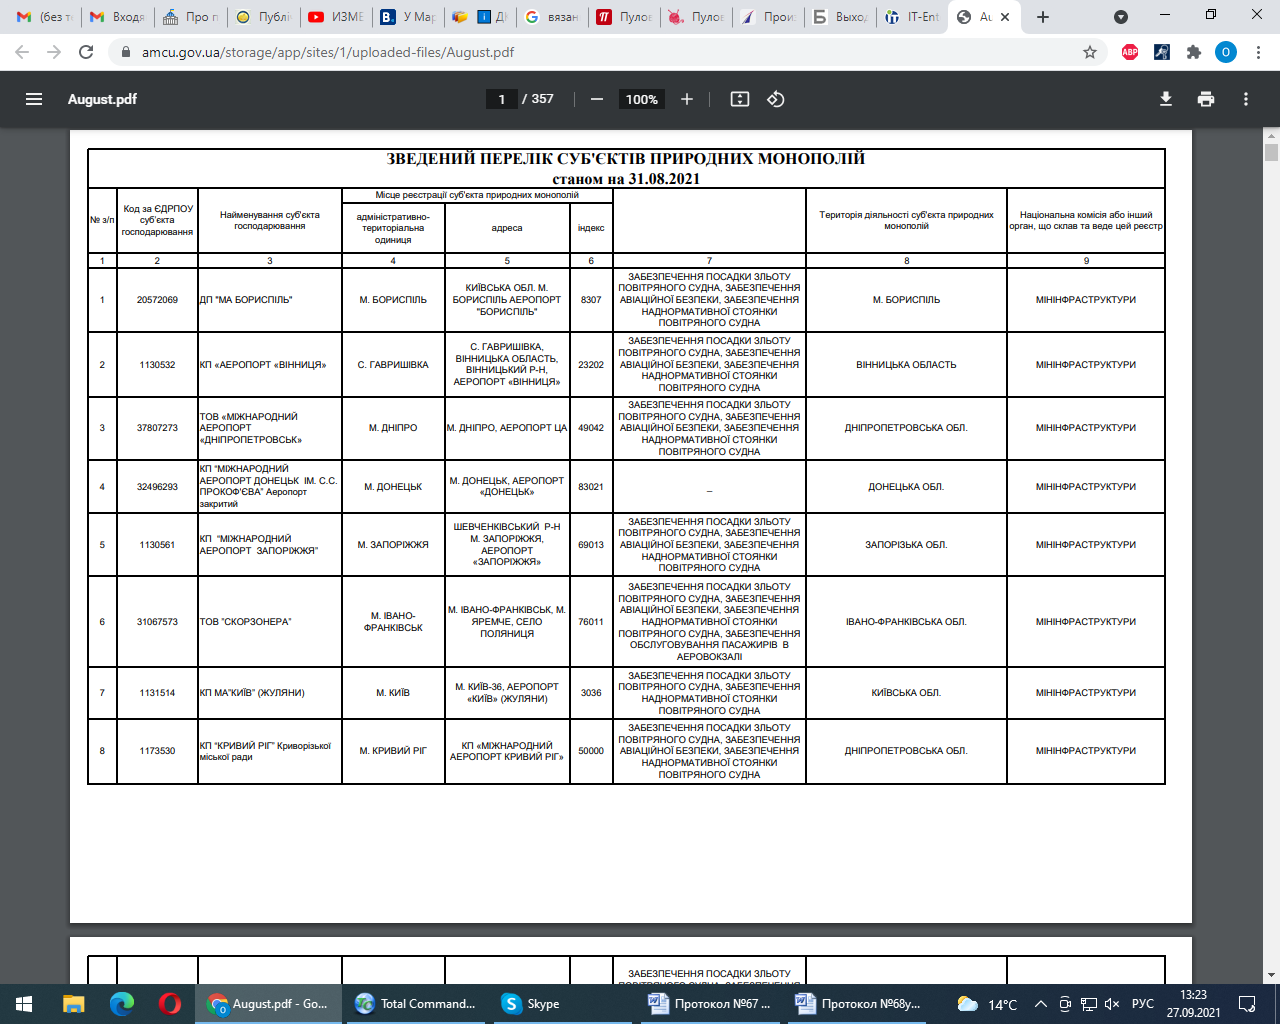 (без т
Входя
Про п
Публі
ИЗМЕ
У Мар
ДК
вязан
Пулов
Пулов
Произ
Выход
IT-Ent
Au
amcu.gov.ua/storage/app/sites/1/uploaded-files/August.pdf
ABP
O
August.pdf
1 / 357
100%
ЗВЕДЕНИЙ ПЕРЕЛІК СУБ'ЄКТІВ ПРИРОДНИХ МОНОПОЛІЙ
станом на 31.08.2021
№ з/п
Код за ЄДРПОУ
суб'єкта
господарювання
Найменування суб'єкта
господарювання
Місце реєстрації суб'єкта природних монополій
адміністративно-
територіальна
одиниця
адреса
індекс
Територія діяльності суб'єкта природних
монополій
Національна комісія або інший
орган, що склав та веде цей реєстр
1 2 3 4 5 6 7 8 9
1
20572069
ДП "МА БОРИСПІЛЬ"
М. БОРИСПІЛЬ
КИЇВСЬКА ОБЛ. М.
БОРИСПІЛЬ АЕРОПОРТ
"БОРИСПІЛЬ"
8307
ЗАБЕЗПЕЧЕННЯ ПОСАДКИ ЗЛЬОТУ
ПОВІТРЯНОГО СУДНА, ЗАБЕЗПЕЧЕННЯ
АВІАЦІЙНОЇ БЕЗПЕКИ, ЗАБЕЗПЕЧЕННЯ
НАДНОРМАТИВНОЇ СТОЯНКИ
ПОВІТРЯНОГО СУДНА
М. БОРИСПІЛЬ
МІНІНФРАСТРУКТУРИ
2
1130532
КП «АЕРОПОРТ «ВІННИЦЯ»
С. ГАВРИШІВКА
С. ГАВРИШІВКА,
ВІННИЦЬКА ОБЛАСТЬ,
ВІННИЦЬКИЙ Р-Н,
АЕРОПОРТ «ВІННИЦЯ»
23202
ЗАБЕЗПЕЧЕННЯ ПОСАДКИ ЗЛЬОТУ
ПОВІТРЯНОГО СУДНА, ЗАБЕЗПЕЧЕННЯ
АВІАЦІЙНОЇ БЕЗПЕКИ, ЗАБЕЗПЕЧЕННЯ
НАДНОРМАТИВНОЇ СТОЯНКИ
ПОВІТРЯНОГО СУДНА
ВІННИЦЬКА ОБЛАСТЬ
МІНІНФРАСТРУКТУРИ
3
37807273
ТОВ «МІЖНАРОДНИЙ
АЕРОПОРТ
«ДНІПРОПЕТРОВСЬК»
М. ДНІПРО
М. ДНІПРО, АЕРОПОРТ ЦА
49042
ЗАБЕЗПЕЧЕННЯ ПОСАДКИ ЗЛЬОТУ
ПОВІТРЯНОГО СУДНА, ЗАБЕЗПЕЧЕННЯ
АВІАЦІЙНОЇ БЕЗПЕКИ, ЗАБЕЗПЕЧЕННЯ
НАДНОРМАТИВНОЇ СТОЯНКИ
ПОВІТРЯНОГО СУДНА
ДНІПРОПЕТРОВСЬКА ОБЛ.
МІНІНФРАСТРУКТУРИ
4
32496293
КП "МІЖНАРОДНИЙ
АЕРОПОРТ ДОНЕЦЬК ІМ. С.С.
ПРОКОФ'ЄВА" Аеропорт
закритий
М. ДОНЕЦЬК
М. ДОНЕЦЬК, АЕРОПОРТ
«ДОНЕЦЬК»
83021
_
ДОНЕЦЬКА ОБЛ.
МІНІНФРАСТРУКТУРИ
5
1130561
КП "МІЖНАРОДНИЙ
АЕРОПОРТ ЗАПОРІЖЖЯ"
М. ЗАПОРІЖЖЯ
ШЕВЧЕНКІВСЬКИЙ Р-Н
М. ЗАПОРІЖЖЯ,
АЕРОПОРТ
«ЗАПОРІЖЖЯ»
69013
ЗАБЕЗПЕЧЕННЯ ПОСАДКИ ЗЛЬОТУ
ПОВІТРЯНОГО СУДНА, ЗАБЕЗПЕЧЕННЯ
АВІАЦІЙНОЇ БЕЗПЕКИ, ЗАБЕЗПЕЧЕННЯ
НАДНОРМАТИВНОЇ СТОЯНКИ
ПОВІТРЯНОГО СУДНА
ЗАПОРІЗЬКА ОБЛ.
МІНІНФРАСТРУКТУРИ
6
31067573
ТОВ "СКОРЗОНЕРА"
М. ІВАНО-
ФРАНКІВСЬК
М. ІВАНО-ФРАНКІВСЬК, М.
ЯРЕМЧЕ, СЕЛО
ПОЛЯНИЦЯ
76011
ЗАБЕЗПЕЧЕННЯ ПОСАДКИ ЗЛЬОТУ
ПОВІТРЯНОГО СУДНА, ЗАБЕЗПЕЧЕННЯ
АВІАЦІЙНОЇ БЕЗПЕКИ, ЗАБЕЗПЕЧЕННЯ
НАДНОРМАТИВНОЇ СТОЯНКИ
ПОВІТРЯНОГО СУДНА, ЗАБЕЗПЕЧЕННЯ
ОБСЛУГОВУВАННЯ ПАСАЖИРІВ В
АЕРОВОКЗАЛІ
ІВАНО-ФРАНКІВСЬКА ОБЛ.
МІНІНФРАСТРУКТУРИ
7
1131514
КП МА"КИЇВ" (ЖУЛЯНИ)
М. КИЇВ
М. КИЇВ-36, АЕРОПОРТ
«КИЇВ» (ЖУЛЯНИ)
3036
ЗАБЕЗПЕЧЕННЯ ПОСАДКИ ЗЛЬОТУ
ПОВІТРЯНОГО СУДНА, ЗАБЕЗПЕЧЕННЯ
НАДНОРМАТИВНОЇ СТОЯНКИ
ПОВІТРЯНОГО СУДНА
КИЇВСЬКА ОБЛ.
МІНІНФРАСТРУКТУРИ
8
1173530
КП "КРИВИЙ РІГ" Криворізької
міської ради
М. КРИВИЙ РІГ
КП «МІЖНАРОДНИЙ
АЕРОПОРТ КРИВИЙ РІГ»
50000
ЗАБЕЗПЕЧЕННЯ ПОСАДКИ ЗЛЬОТУ
ПОВІТРЯНОГО СУДНА, ЗАБЕЗПЕЧЕННЯ
АВІАЦІЙНОЇ БЕЗПЕКИ, ЗАБЕЗПЕЧЕННЯ
НАДНОРМАТИВНОЇ СТОЯНКИ
ПОВІТРЯНОГО СУДНА
ДНІПРОПЕТРОВСЬКА ОБЛ.
МІНІНФРАСТРУКТУРИ
ЗАБЕЗПЕЧЕННЯ ПОСАДКИ ЗЛЬОТУ
August.pdf - Go...
Total Command...
Skype
Протокол №67 ...
Протокол №68у...
14°C
РУС
13:23
27.09.2021